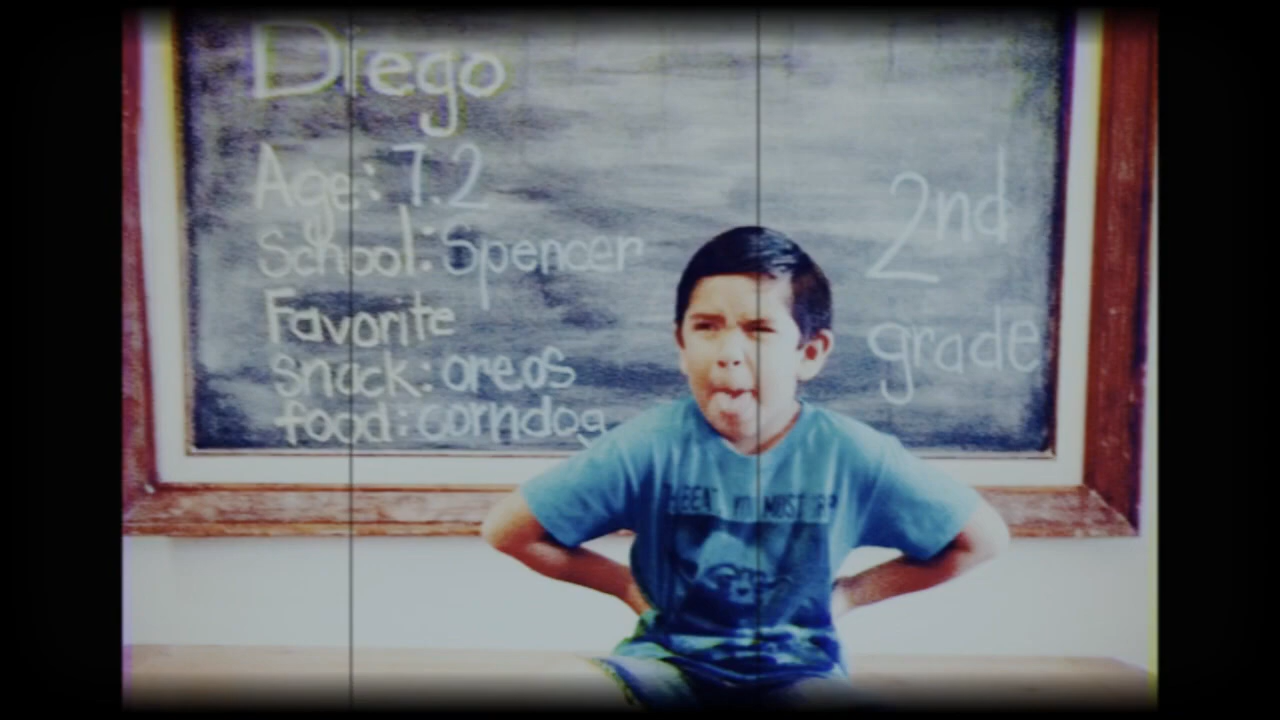 Diego
Age: 7.2
School: Spencer
Favorite
snack: oreos
food: corndog
2nd
grade